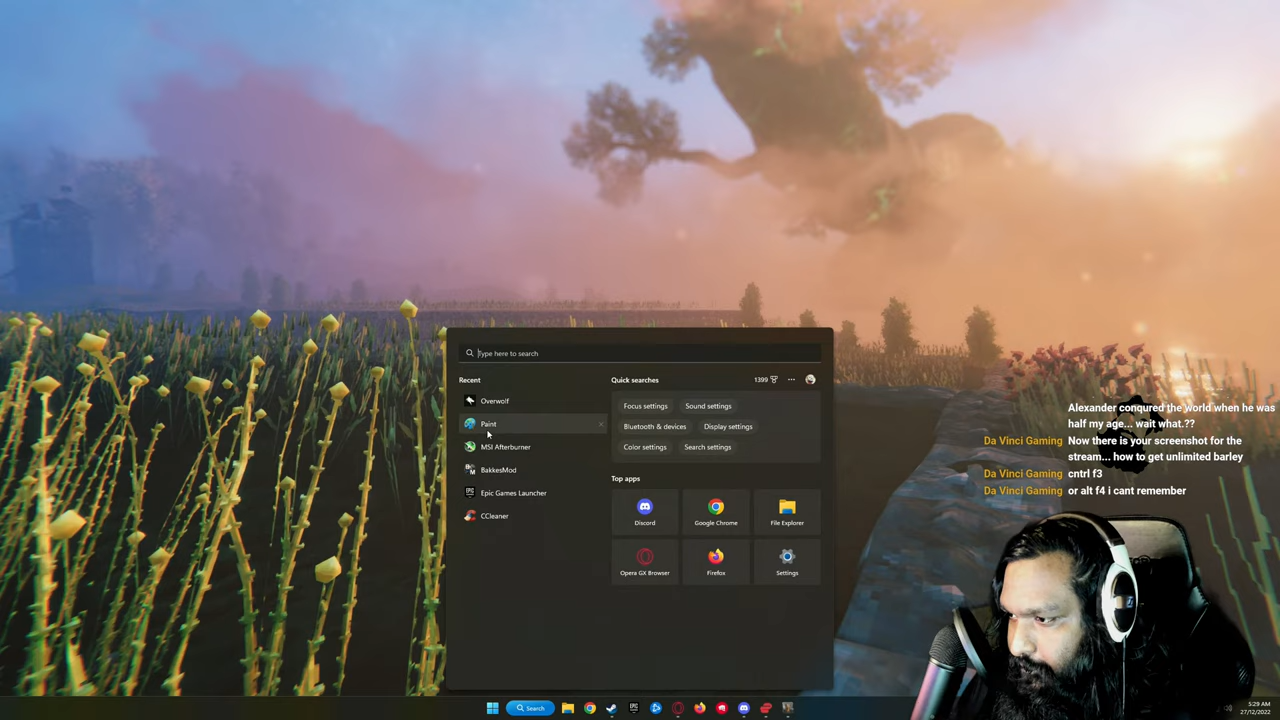 Type here to search
Recent
Quick searches
1399
Overwolf
Paint
MSI Afterburner
BakkesMod
Epic Games Launcher
CCleaner
Focus settings
Sound settings
Bluetooth & devices
Display settings
Color settings
Search settings
Top apps
Discord
Google Chrome
File Explorer
Opera GX Browser
Firefox
Settings
Alexander conqured the world when he was
half my age... wait what.??
Da Vinci Gaming Now there is your screenshot for the
stream... how to get unlimited barley
Da Vinci Gaming cntrl f3
Da Vinci Gaming or alt f4 i cant remember
Search
5:29 AM
27/12/2022